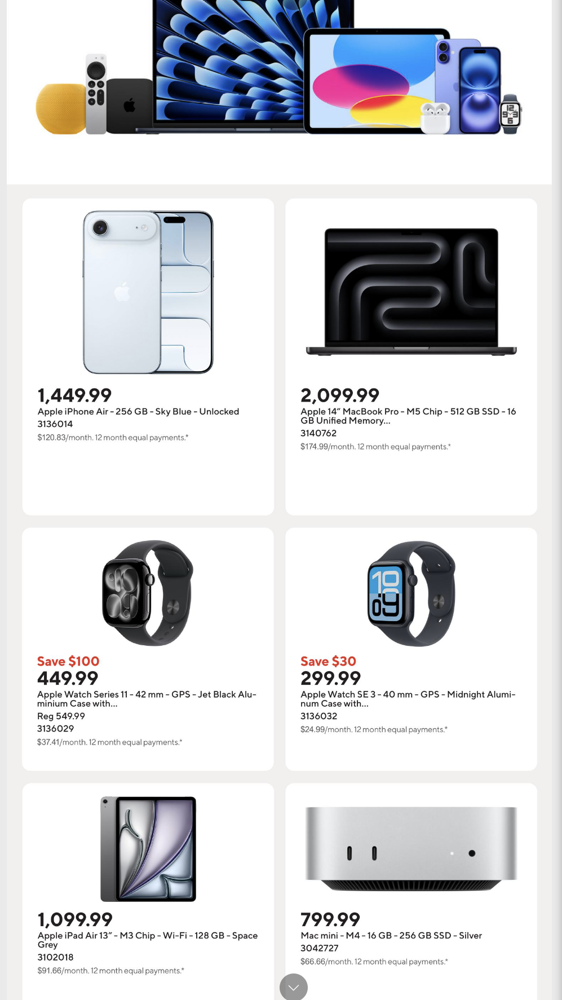 1,449.99
Apple iPhone Air - 256 GB - Sky Blue - Unlocked
3136014
$120.83/month. 12 month equal payments.*
2,099.99
Apple 14” MacBook Pro - M5 Chip - 512 GB SSD - 16
GB Unified Memory...
3140762
$174.99/month. 12 month equal payments.*
Save $100
449.99
Apple Watch Series 11 - 42 mm - GPS - Jet Black Alu-
minium Case with...
Reg 549.99
3136029
$37.41/month. 12 month equal payments.*
Save $30
299.99
Apple Watch SE 3 - 40 mm - GPS - Midnight Alumi-
num Case with...
3136032
$24.99/month. 12 month equal payments.*
1,099.99
Apple iPad Air 13” - M3 Chip - Wi-Fi - 128 GB - Space
Grey
3102018
$91.66/month. 12 month equal payments.*
799.99
Mac mini - M4 - 16 GB - 256 GB SSD - Silver
3042727
$66.66/month. 12 month equal payments.*